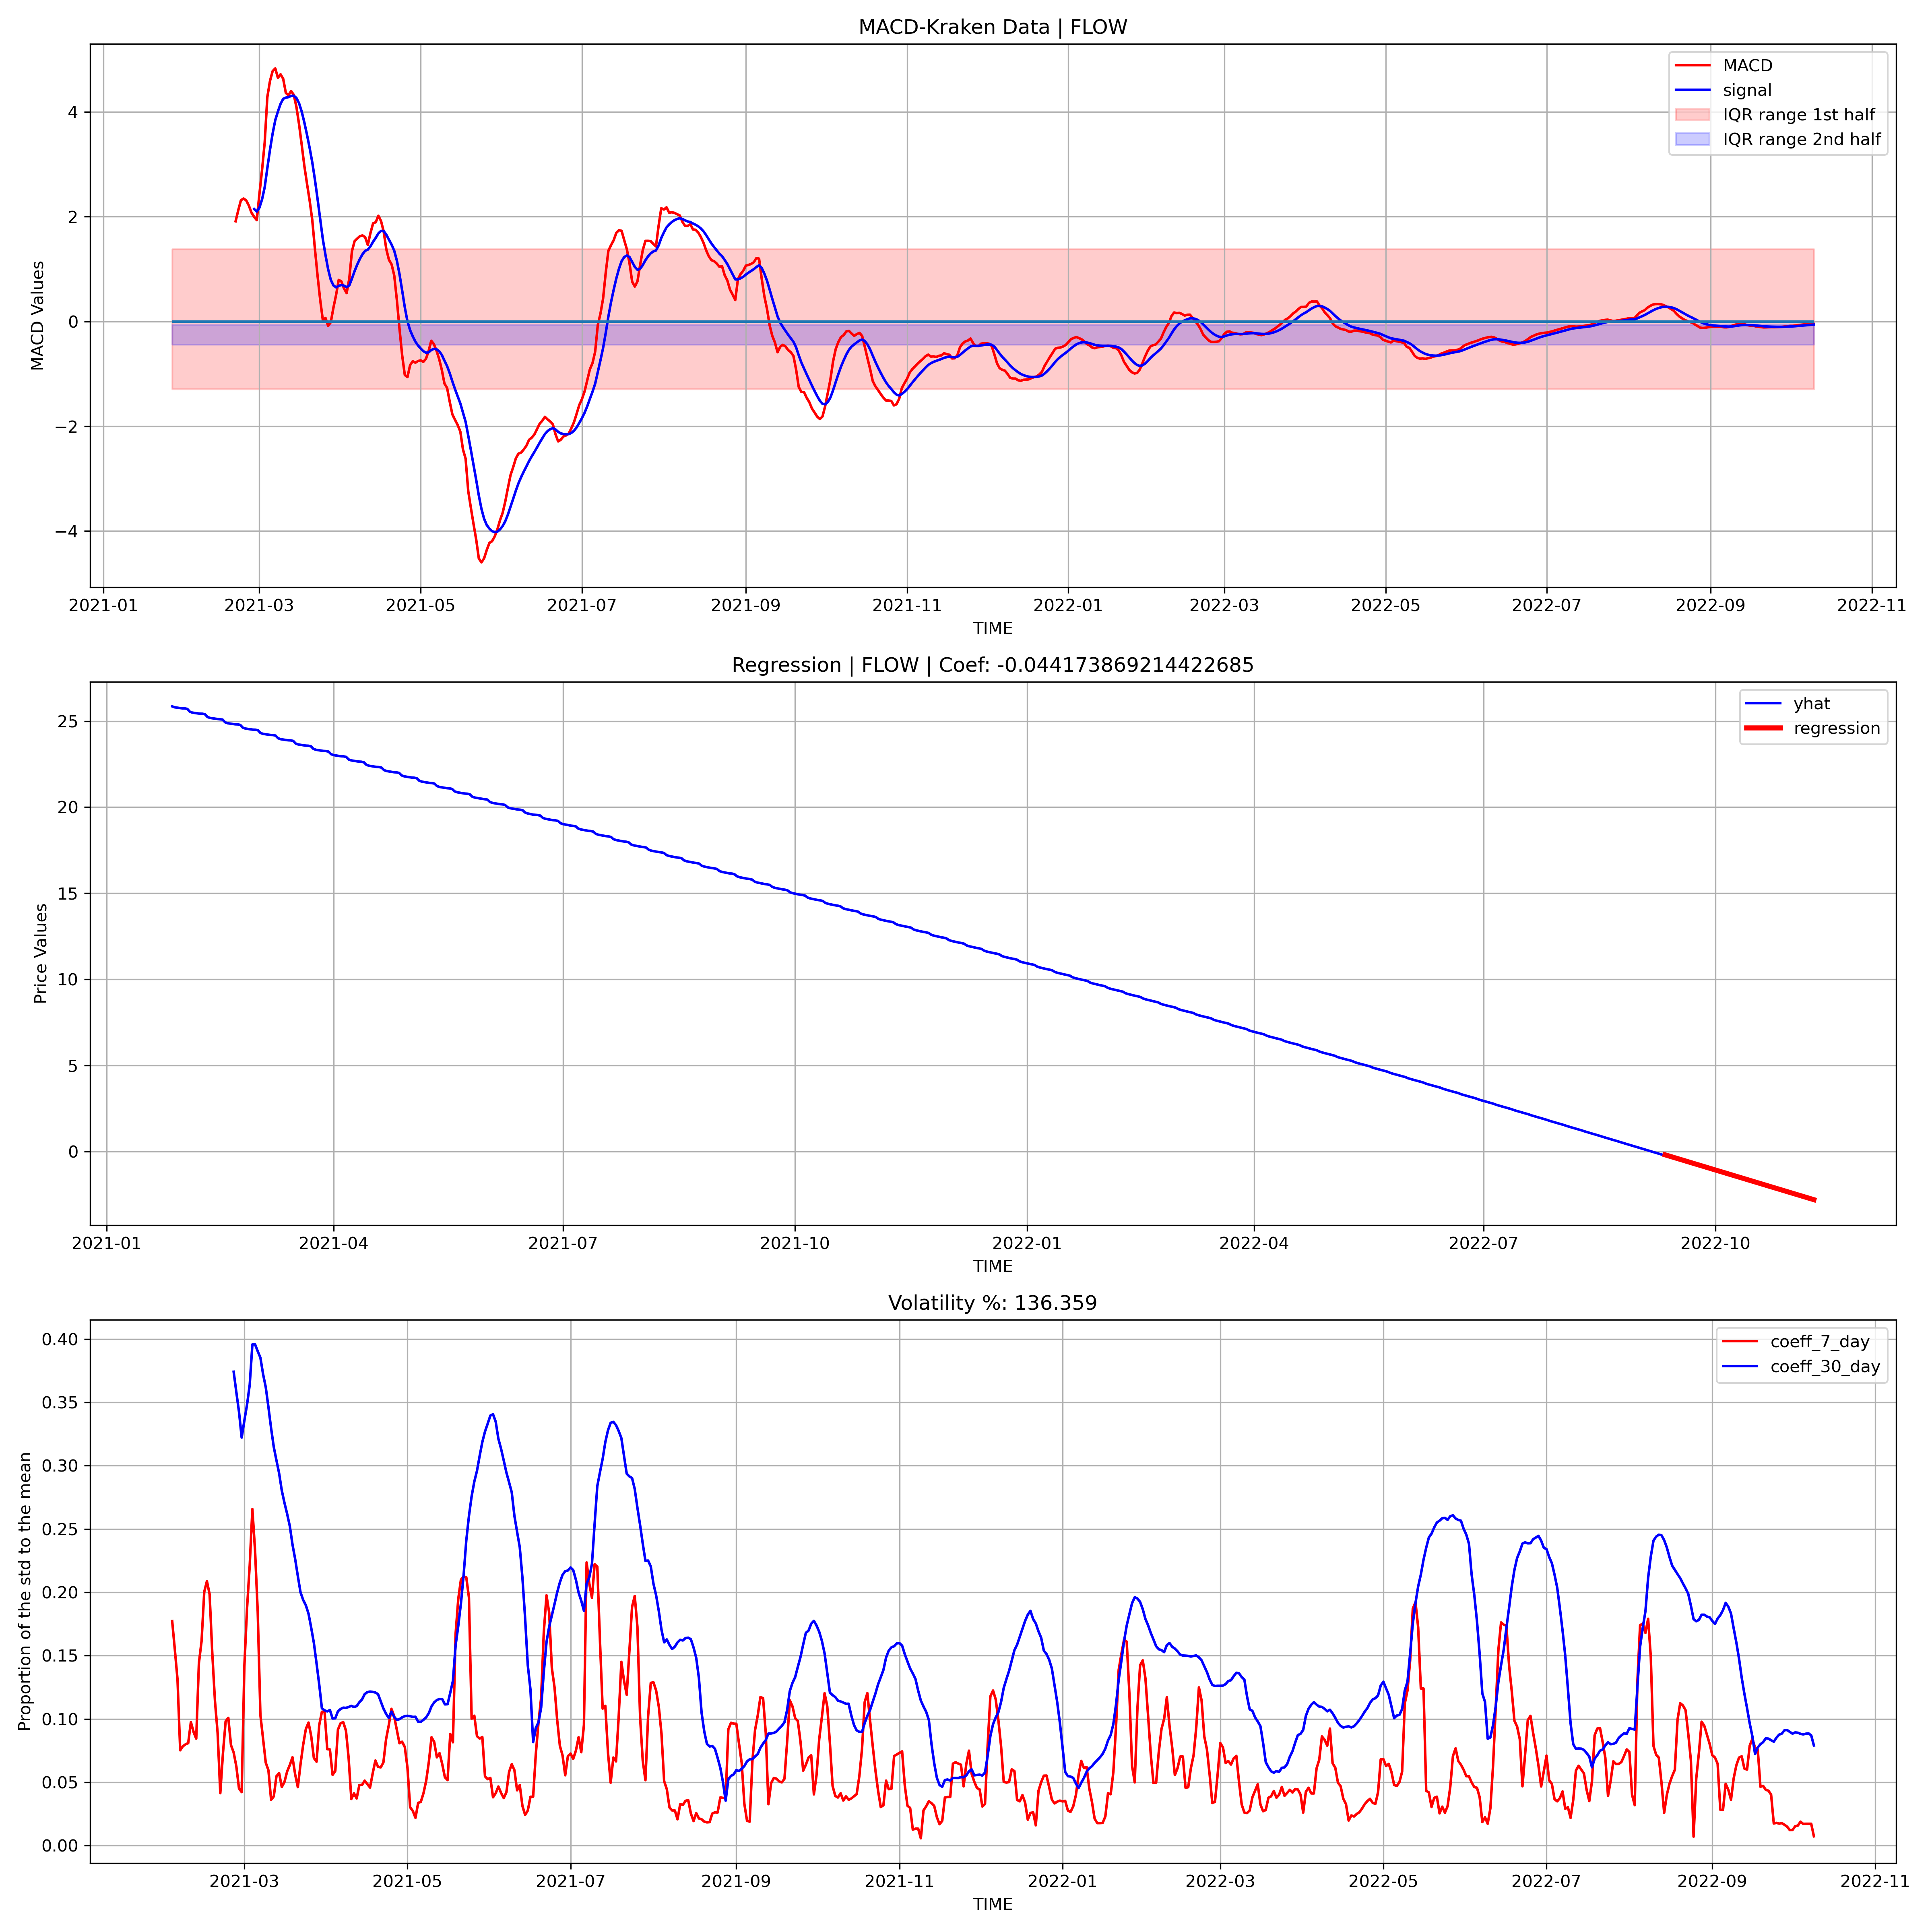 MACD-Kraken Data | FLOW
MACD
signal
IQR range 1st half
IQR range 2nd half
MACD Values
4
2
0
−2
−4
2021-01 2021-03 2021-05 2021-07 2021-09 2021-11 2022-01 2022-03 2022-05 2022-07 2022-09 2022-11
TIME
Regression | FLOW | Coef: -0.044173869214422685
yhat
regression
Price Values
25
20
15
10
5
0
2021-01 2021-04 2021-07 2021-10 2022-01 2022-04 2022-07 2022-10
TIME
Volatility %: 136.359
coeff_7_day
coeff_30_day
Proportion of the std to the mean
0.40
0.35
0.30
0.25
0.20
0.15
0.10
0.05
0.00
2021-03 2021-05 2021-07 2021-09 2021-11 2022-01 2022-03 2022-05 2022-07 2022-09 2022-11
TIME